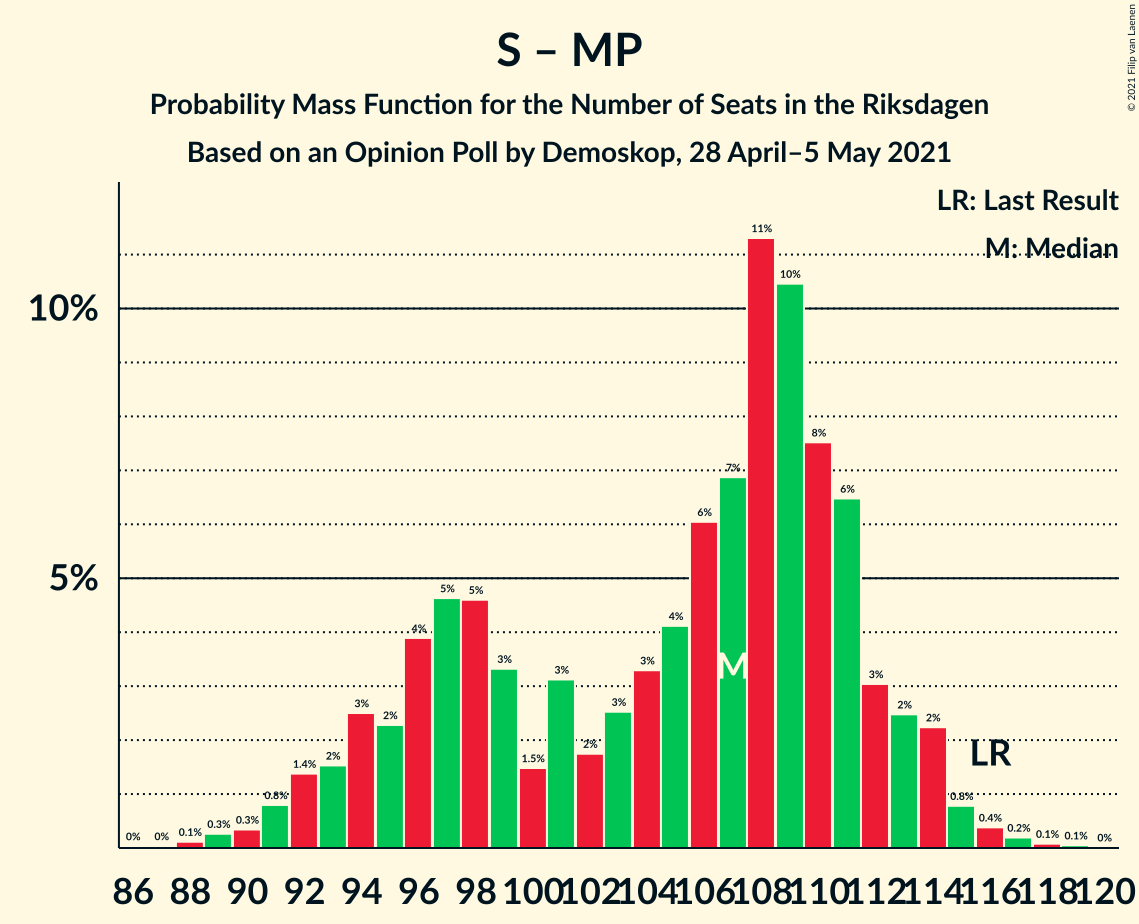 S – MP
Probability Mass Function for the Number of Seats in the Riksdagen
Based on an Opinion Poll by Demoskop, 28 April–5 May 2021
© 2021 Filip van Laenen
LR: Last Result
M: Median
10%
5%
0% 0% 0.1% 0.3% 0.3% 0.8% 1.4% 2% 3% 2% 4% 5% 5% 3% 1.5% 3% 2% 3% 3% 4% 6% 7% 11% 10% 8% 6% 3% 2% 2% 0.8% 0.4% 0.2% 0.1% 0.1% 0%
M
LR
86 88 90 92 94 96 98 100 102 104 106 108 110 112 114 116 118 120